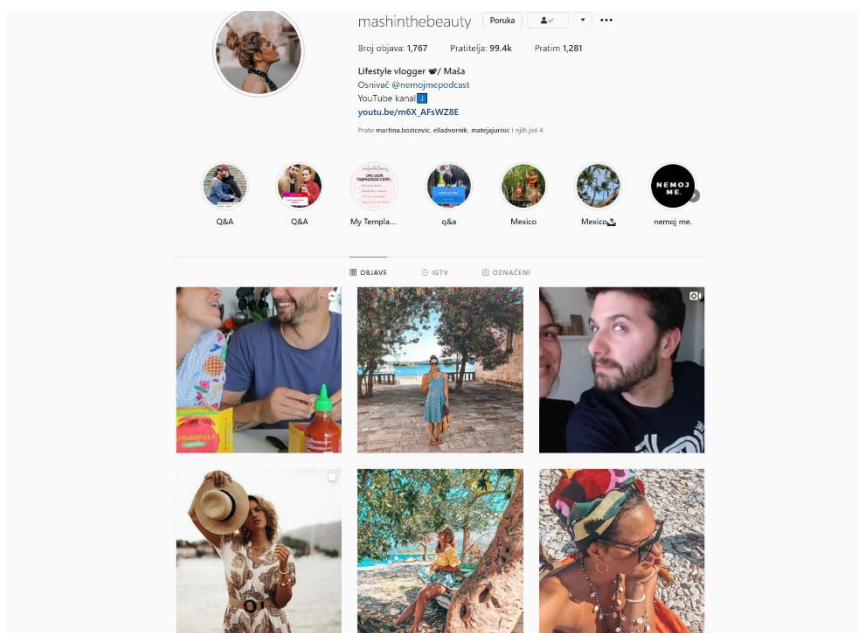 mashinthebeauty Poruka
Broj objava: 1,767 Pratitelja: 99.4k Pratim 1,281
Lifestyle vlogger / Maša
Osnivač @nemojmepodcast
YouTube kanal
youtu.be/m6X_AFsWZ8E
Prate martina.bozicevic, elladvornik, matejajurisic i njih još 4
NEMOJ
ME.
Q&A Q&A My Templa... q&a Mexico Mexico nemoj me.
OBJAVE IGTV OZNAČENI